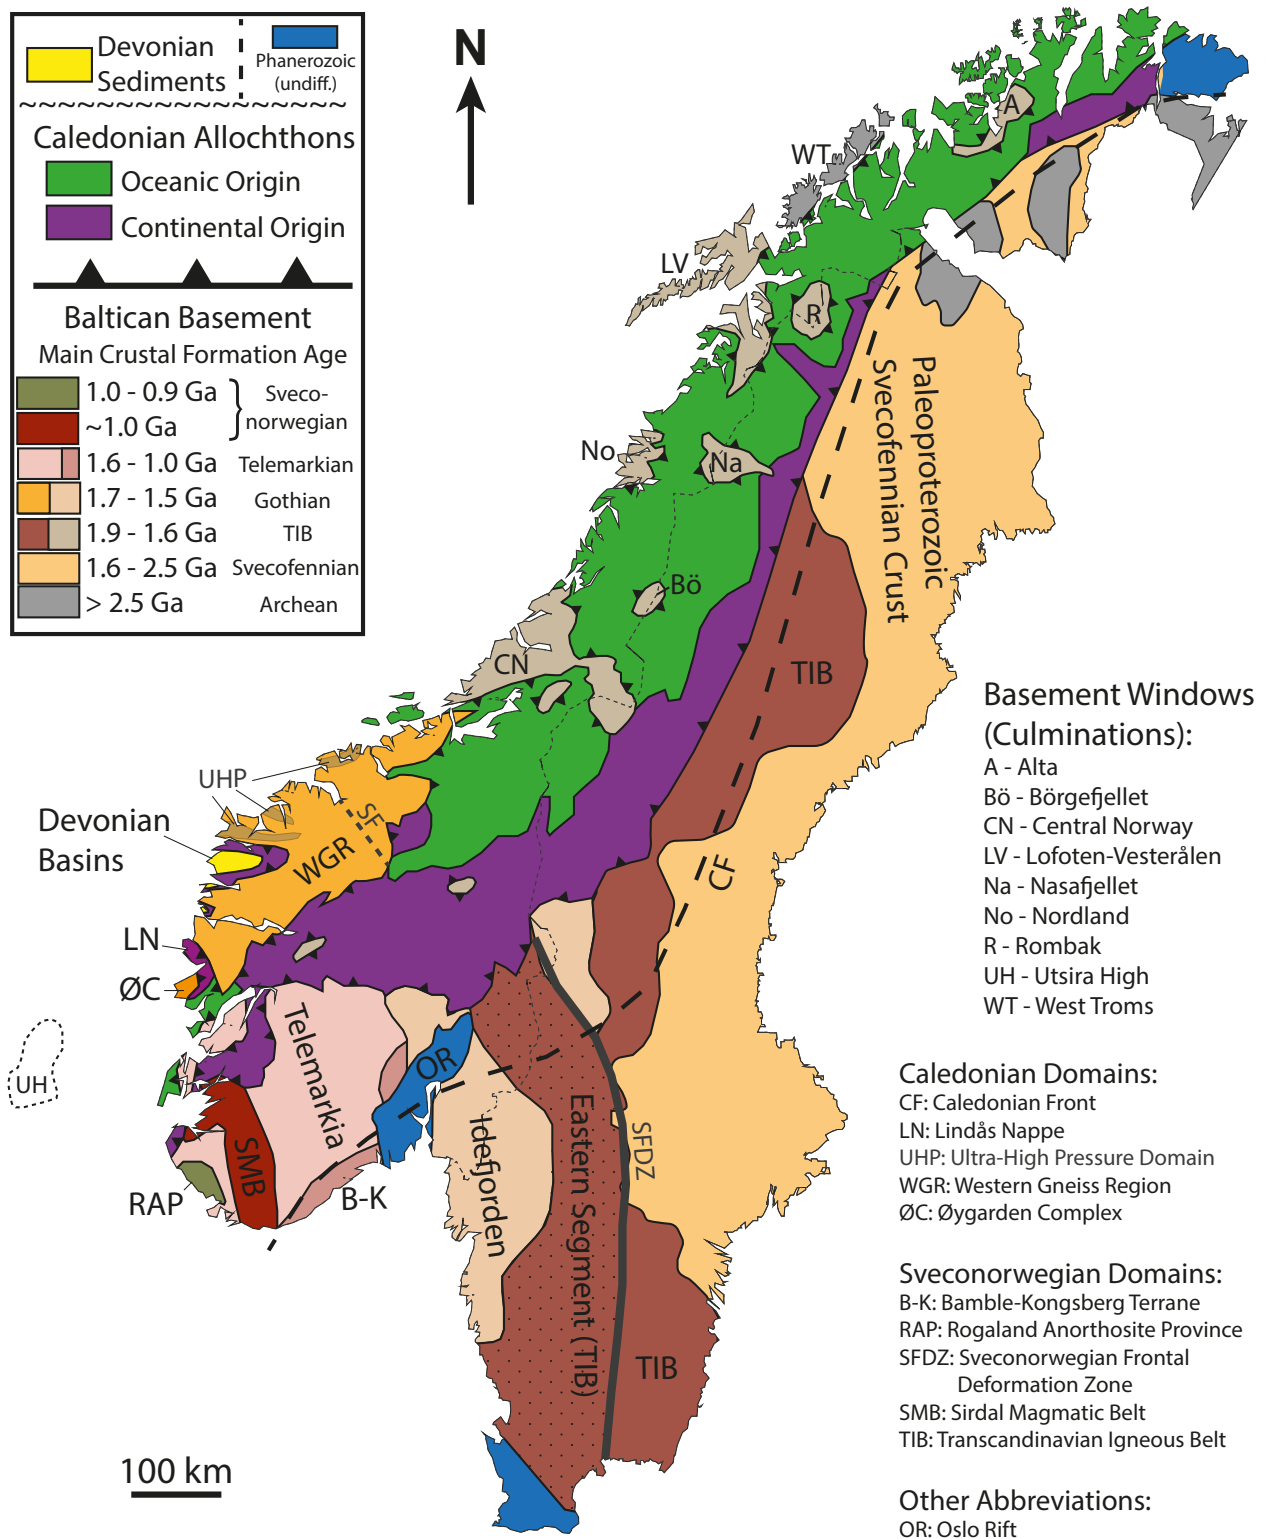 Devonian
Sediments
Phanerozoic
(undiff.)
~~~~~~~~~~~~~~~~~~~~
Caledonian Allochthons
Oceanic Origin
Continental Origin
Baltican Basement
Main Crustal Formation Age
1.0 - 0.9 Ga
~1.0 Ga
Sveco-
norwegian
1.6 - 1.0 Ga Telemarkian
1.7 - 1.5 Ga Gothian
1.9 - 1.6 Ga TIB
1.6 - 2.5 Ga Svecofennian
> 2.5 Ga Archean
N
A
WT
LV
R
No
Na
Bö
CN
Paleoproterozoic
Svecofennian Crust
TIB
UHP
SF
WGR
Devonian
Basins
CF
LN
ØC
UH
Telemarkia
OR
SMB
RAP
B-K
Idefjorden
Eastern Segment (TIB)
SFDZ
TIB
100 km
Basement Windows
(Culminations):
A - Alta
Bö - Börgefjellet
CN - Central Norway
LV - Lofoten-Vesterålen
Na - Nasafjellet
No - Nordland
R - Rombak
UH - Utsira High
WT - West Troms
Caledonian Domains:
CF: Caledonian Front
LN: Lindås Nappe
UHP: Ultra-High Pressure Domain
WGR: Western Gneiss Region
ØC: Øygarden Complex
Sveconorwegian Domains:
B-K: Bamble-Kongsberg Terrane
RAP: Rogaland Anorthosite Province
SFDZ: Sveconorwegian Frontal
Deformation Zone
SMB: Sirdal Magmatic Belt
TIB: Transcandinavian Igneous Belt
Other Abbreviations:
OR: Oslo Rift